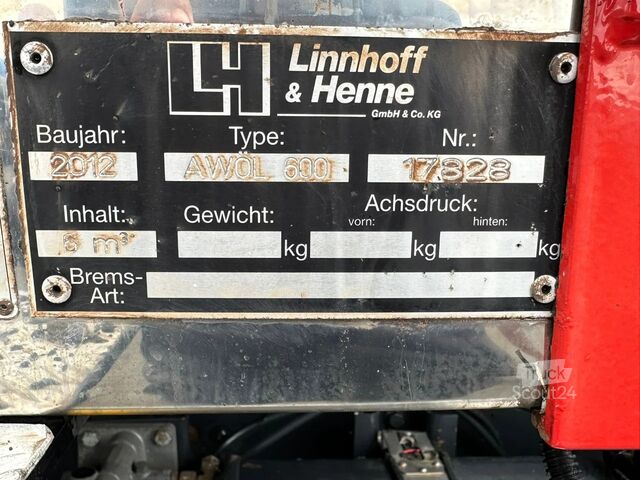 LH Linnhoff
& Henne
GmbH & Co. KG
Baujahr: Type: Nr.:
2012 AWÖL 600 17828
Inhalt: Gewicht: Achsdruck:
vorn: hinten:
6 m³ kg kg kg
Brems-
Art:
Truck
Scout24